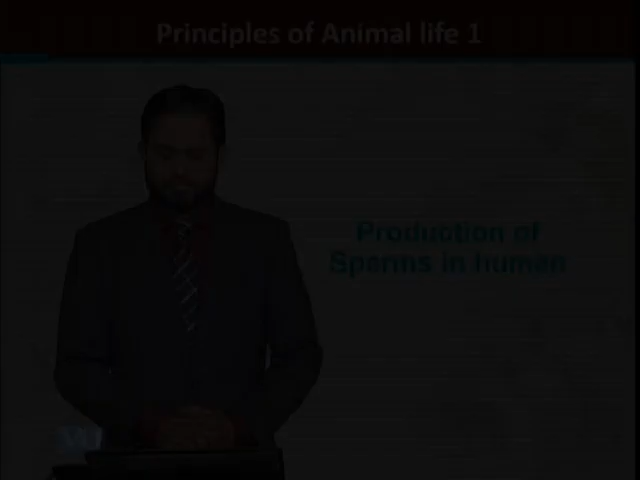 Principles of Animal life 1
Production of
Sperms in human